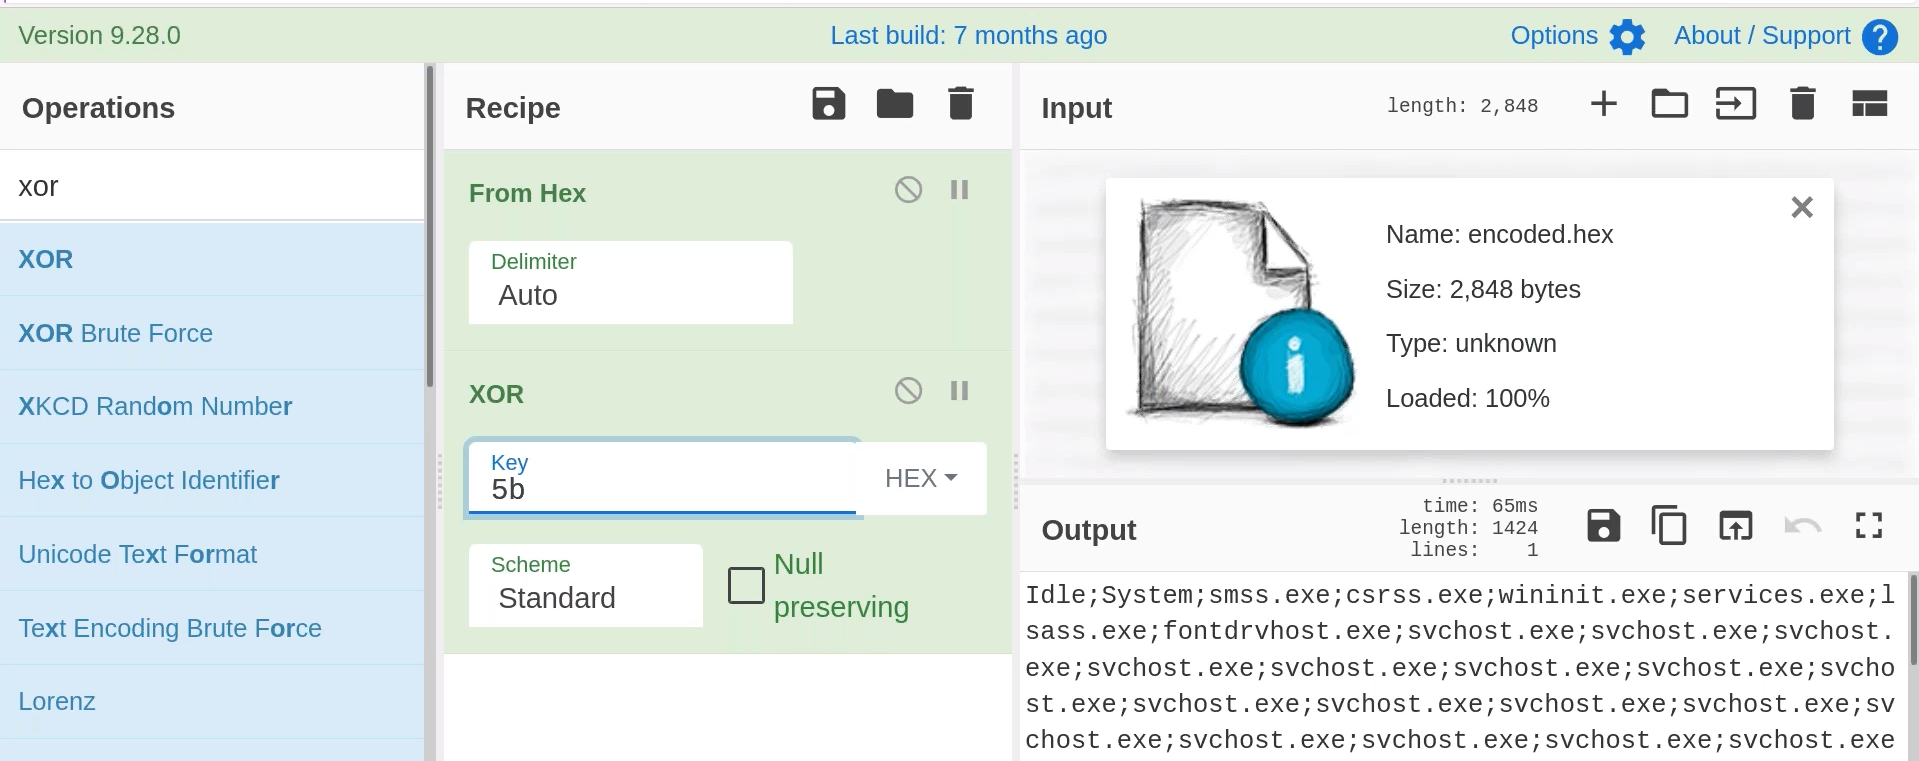 Version 9.28.0
Last build: 7 months ago
Options
About / Support
Operations
xor
XOR
XOR Brute Force
XKCD Random Number
Hex to Object Identifier
Unicode Text Format
Text Encoding Brute Force
Lorenz
Recipe
From Hex
Delimiter
Auto
XOR
Key
5b
HEX
Scheme
Standard
Null
preserving
Input
length: 2,848
Name: encoded.hex
Size: 2,848 bytes
Type: unknown
Loaded: 100%
Output
time: 65ms
length: 1424
lines: 1
Idle;System;smss.exe;csrss.exe;wininit.exe;services.exe;l
sass.exe;fontdrvhost.exe;svchost.exe;svchost.exe;svchost.
exe;svchost.exe;svchost.exe;svchost.exe;svchost.exe;svcho
st.exe;svchost.exe;svchost.exe;svchost.exe;svchost.exe;sv
chost.exe;svchost.exe;svchost.exe;svchost.exe;svchost.exe